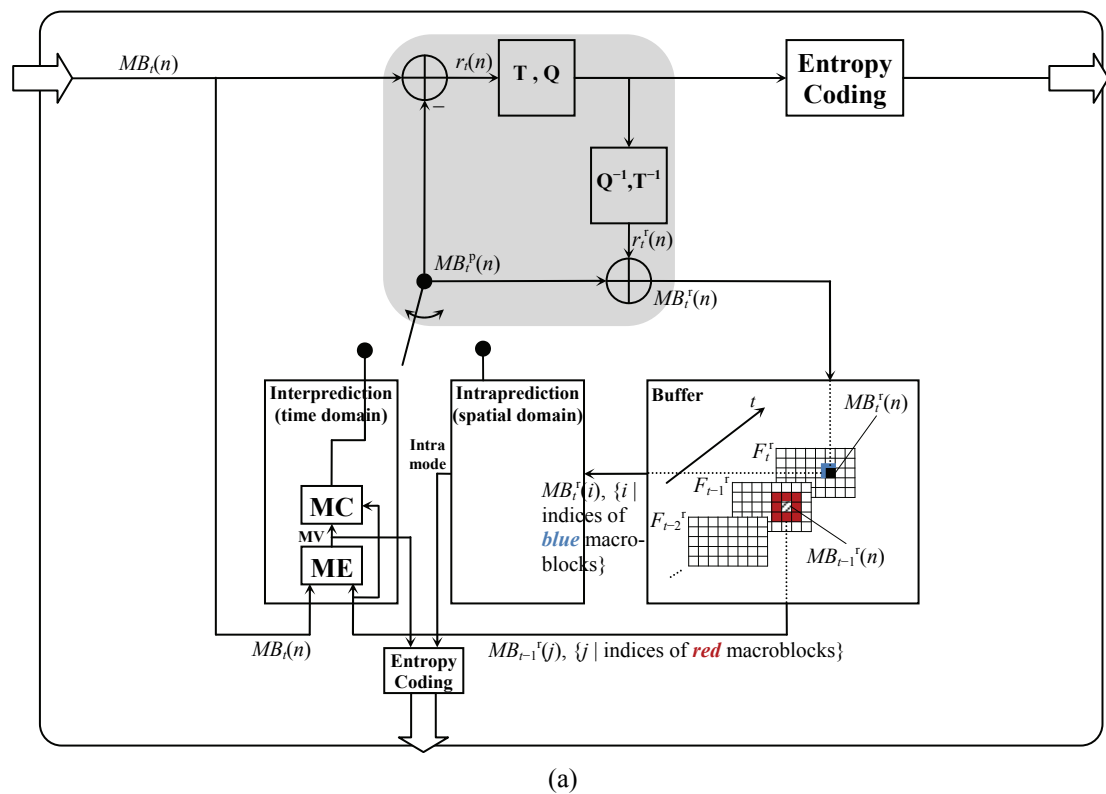 MBₜ(n)
rₜ(n)
T , Q
Entropy
Coding
–
Q⁻¹,T⁻¹
rₜʳ(n)
MBₜᵖ(n)
MBₜʳ(n)
Interprediction
(time domain)
Intraprediction
(spatial domain)
Buffer
t
MBₜʳ(n)
Intra
mode
Fₜʳ
Fₜ₋₁ʳ
Fₜ₋₂ʳ
MBₜʳ(i), {i |
indices of
blue macro-
blocks}
MC
MV
ME
MBₜ₋₁ʳ(n)
MBₜ(n)
MBₜ₋₁ʳ(j), {j | indices of red macroblocks}
Entropy
Coding
(a)